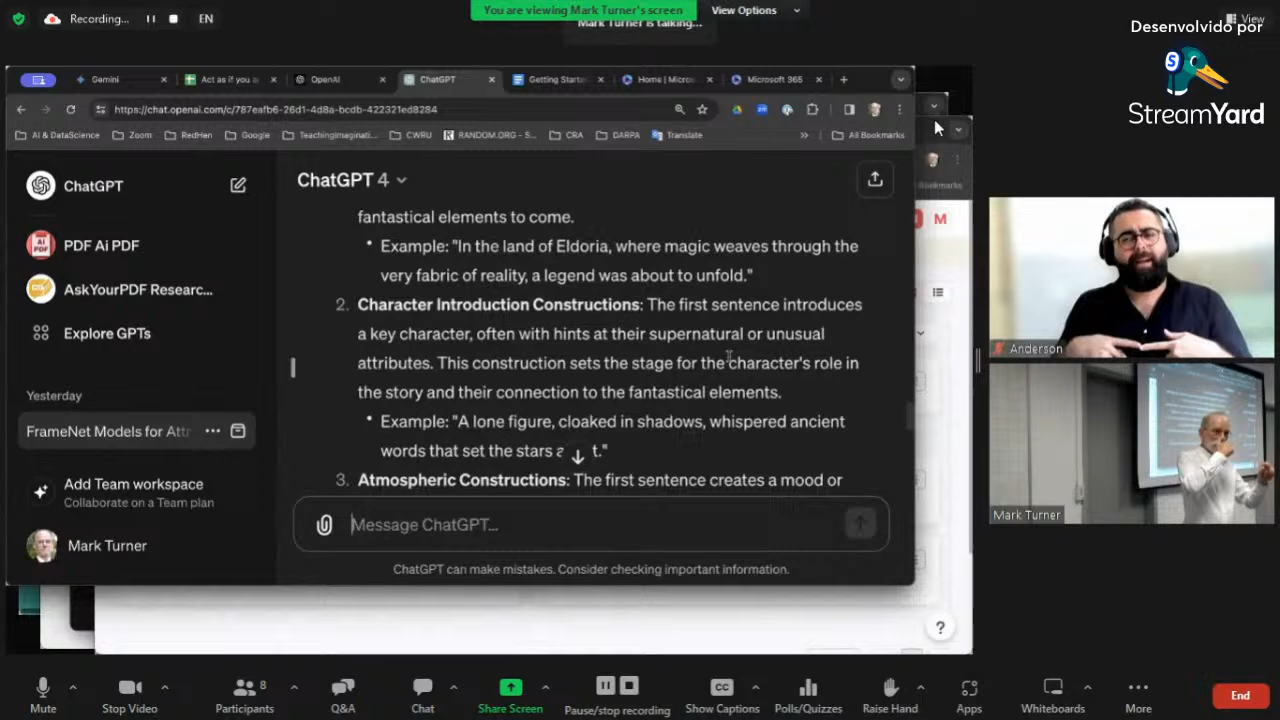 Recording...
EN
You are viewing Mark Turner's screen
View Options
Mark Turner is talking...
View
Desenvolvido por
S
StreamYard
Gemini
Act as if you a
OpenAI
ChatGPT
Getting Starte
Home | Micros
Microsoft 365
https://chat.openai.com/c/787eafb6-26d1-4d8a-bcdb-422321ed8284
AI & DataScience
Zoom
RedHen
Google
TeachingImaginati...
CWRU
RANDOM.ORG - S...
CRA
DARPA
Translate
»
All Bookmarks
ChatGPT
PDF Ai PDF
AskYourPDF Researc...
Explore GPTs
Yesterday
FrameNet Models for Attr
Add Team workspace
Collaborate on a Team plan
Mark Turner
ChatGPT 4
fantastical elements to come.
• Example: "In the land of Eldoria, where magic weaves through the
very fabric of reality, a legend was about to unfold."
2. Character Introduction Constructions: The first sentence introduces
a key character, often with hints at their supernatural or unusual
attributes. This construction sets the stage for the character's role in
the story and their connection to the fantastical elements.
• Example: "A lone figure, cloaked in shadows, whispered ancient
words that set the stars a t."
3. Atmospheric Constructions: The first sentence creates a mood or
Message ChatGPT...
ChatGPT can make mistakes. Consider checking important information.
Bookmarks
M
?
Anderson
Mark Turner
Mute
Stop Video
Participants
8
Q&A
Chat
Share Screen
Pause/stop recording
CC
Show Captions
Polls/Quizzes
Raise Hand
Apps
Whiteboards
More
End